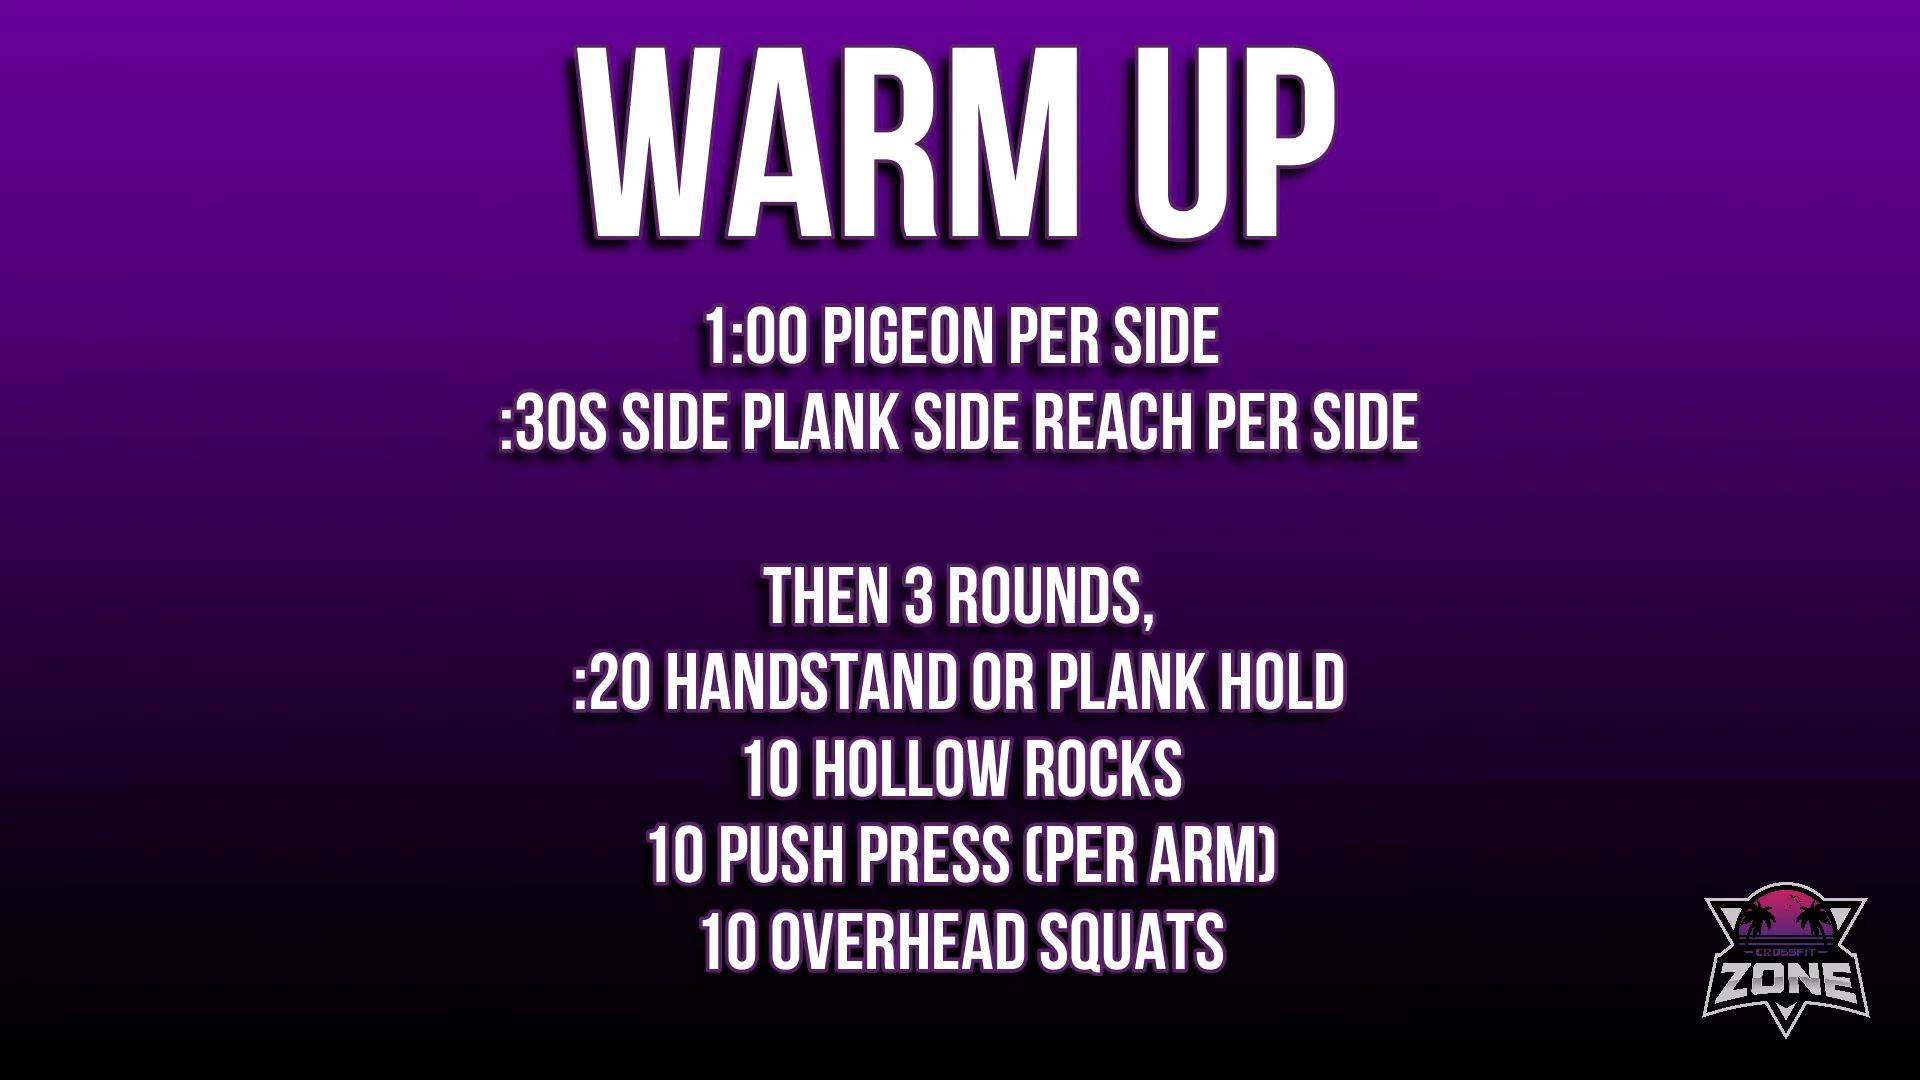 WARM UP
1:00 PIGEON PER SIDE
:30S SIDE PLANK SIDE REACH PER SIDE
THEN 3 ROUNDS,
:20 HANDSTAND OR PLANK HOLD
10 HOLLOW ROCKS
10 PUSH PRESS (PER ARM)
10 OVERHEAD SQUATS
CROSSFIT
ZONE